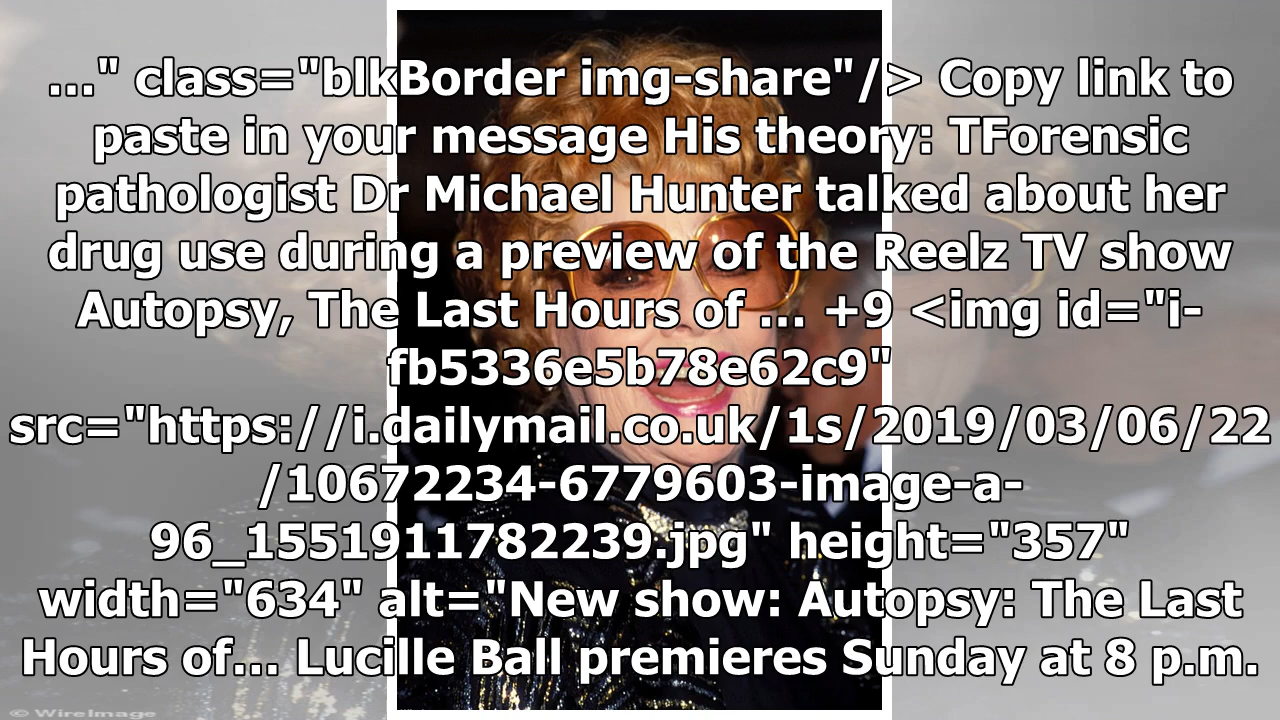 ..." class="blkBorder img-share"/> Copy link to
paste in your message His theory: TForensic
pathologist Dr Michael Hunter talked about her
drug use during a preview of the Reelz TV show
Autopsy, The Last Hours of ... +9 <img id="i-
fb5336e5b78e62c9"
src="https://i.dailymail.co.uk/1s/2019/03/06/22
/10672234-6779603-image-a-
96_1551911782239.jpg" height="357"
width="634" alt="New show: Autopsy: The Last
Hours of... Lucille Ball premieres Sunday at 8 p.m.
© WireImage